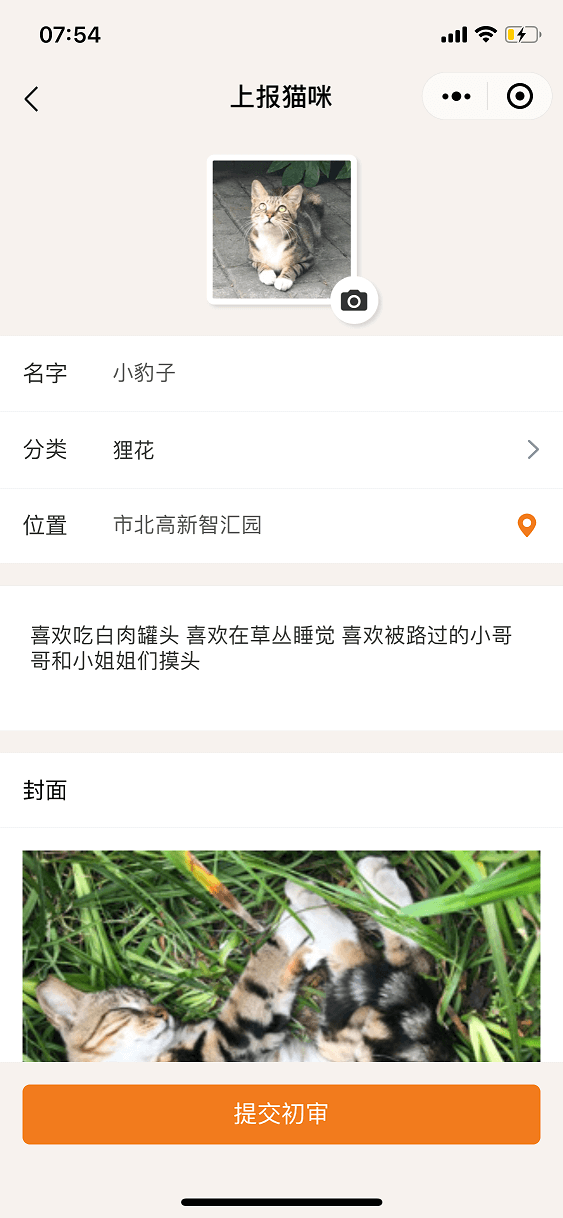 07:54
上报猫咪
名字 小豹子
分类 狸花
位置 市北高新智汇园
喜欢吃白肉罐头 喜欢在草丛睡觉 喜欢被路过的小哥
哥和小姐姐们摸头
封面
提交初审